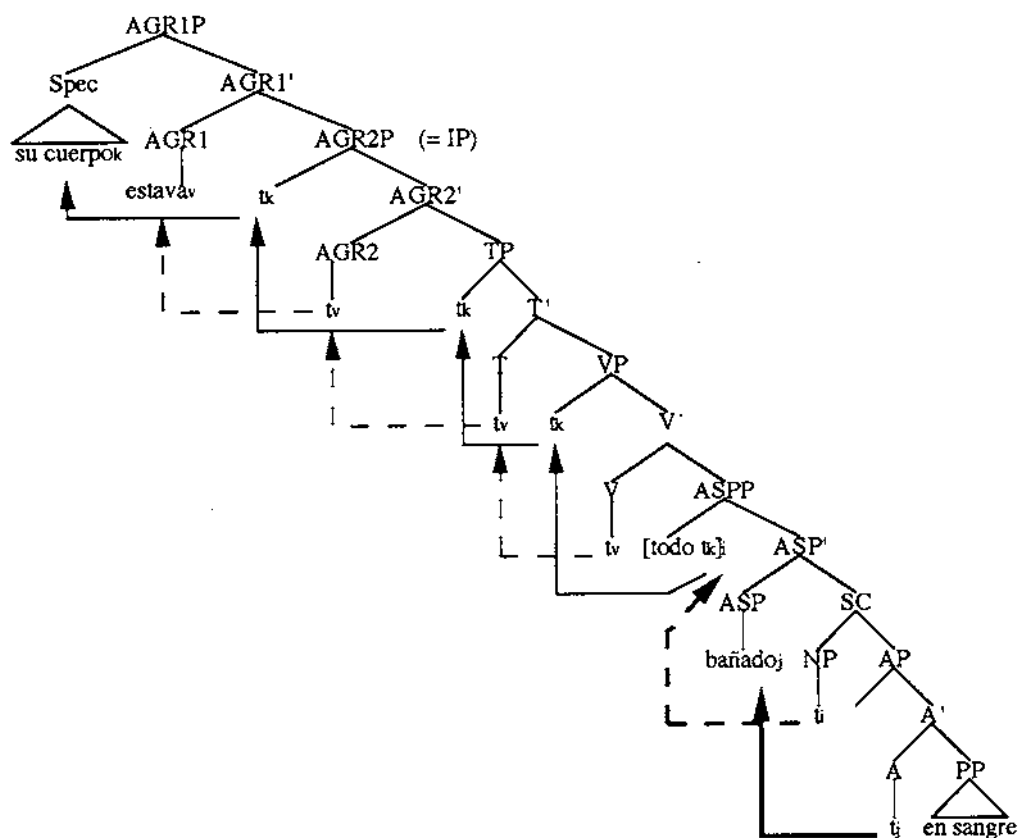 AGR1P
Spec AGR1'
su cuerpok AGR1 AGR2P (= IP)
estavav tk AGR2'
AGR2 TP
tv tk T'
T VP
tv tk V'
V ASPP
tv [todo tk]i ASP'
ASP SC
bañadoj NP AP
ti A'
A PP
tj en sangre